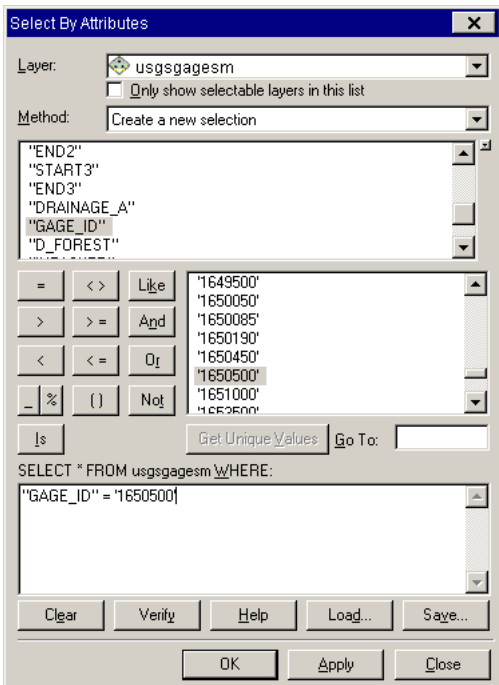 Select By Attributes
Layer: usgsgagesm
Only show selectable layers in this list
Method: Create a new selection
"END2"
"START3"
"END3"
"DRAINAGE_A"
"GAGE_ID"
"D_FOREST"
= < > Like
> > = And
< < = Or
_ % ( ) Not
Is
'1649500'
'1650050'
'1650085'
'1650190'
'1650450'
'1650500'
'1651000'
'1653500'
Get Unique Values Go To:
SELECT * FROM usgsgagesm WHERE:
"GAGE_ID" = '1650500'
Clear Verify Help Load... Save...
OK Apply Close